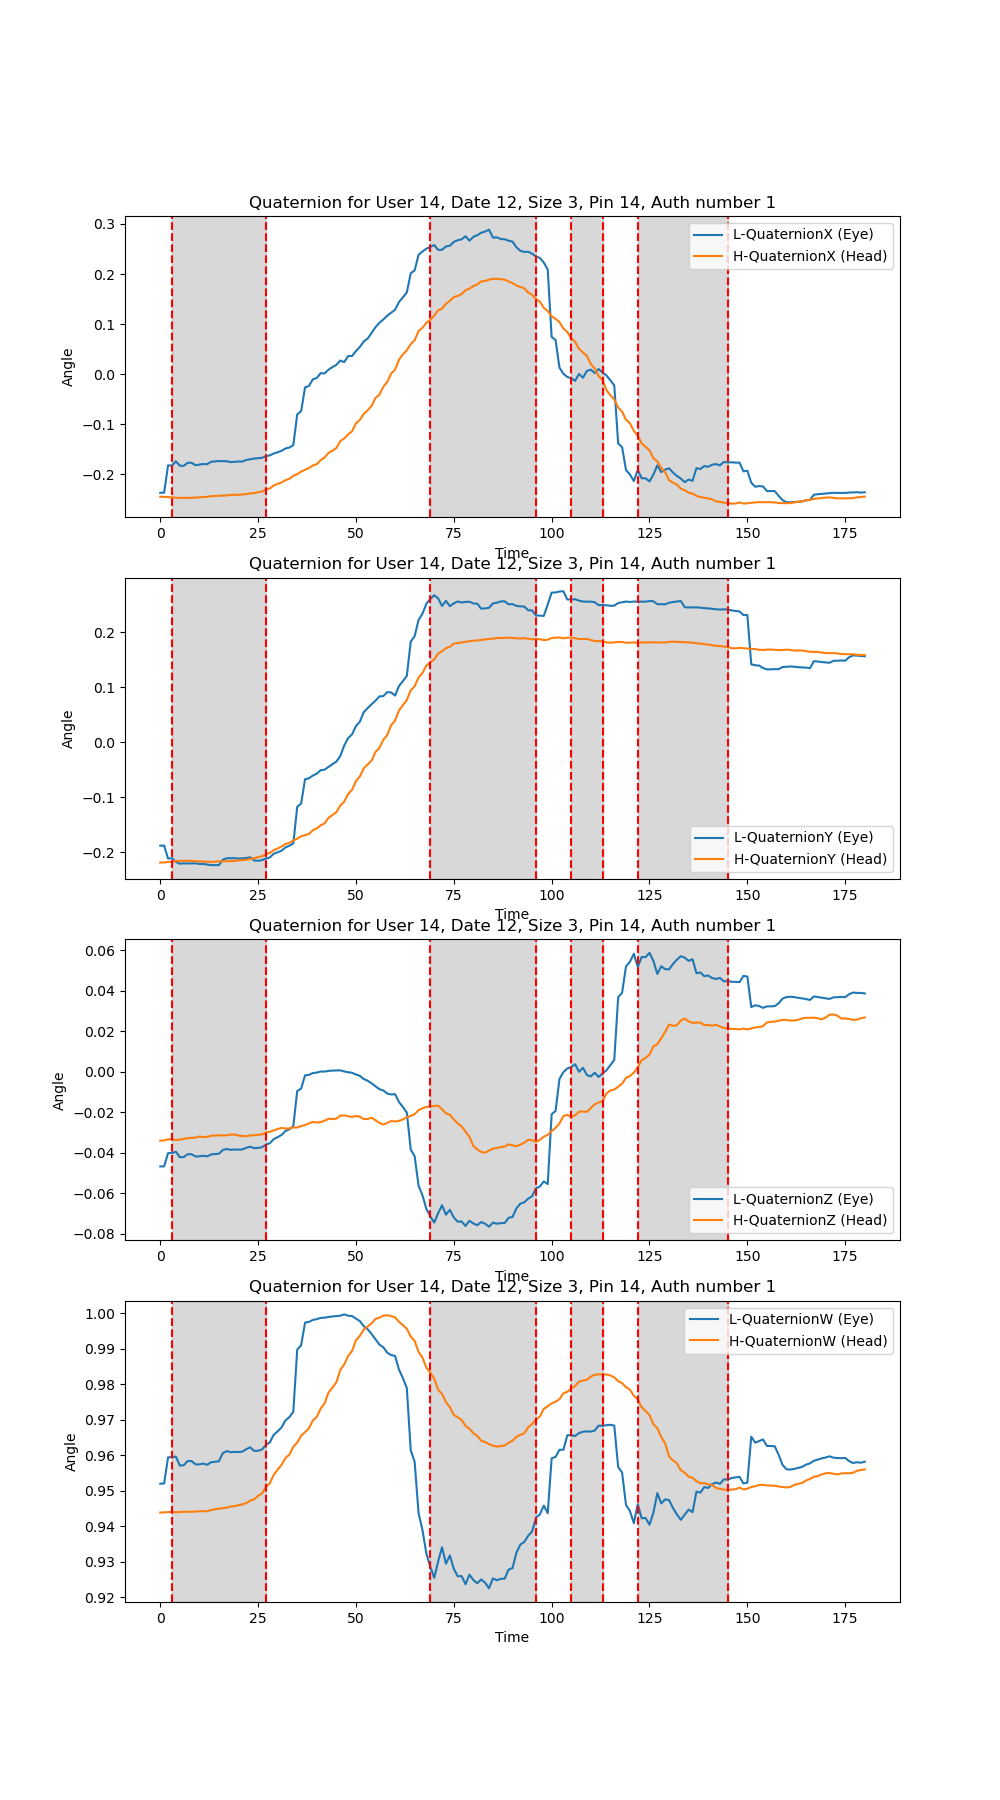 Quaternion for User 14, Date 12, Size 3, Pin 14, Auth number 1
L-QuaternionX (Eye)
H-QuaternionX (Head)
Angle
0.3
0.2
0.1
0.0
−0.1
−0.2
0 25 50 75 100 125 150 175
Time
Quaternion for User 14, Date 12, Size 3, Pin 14, Auth number 1
Angle
0.2
0.1
0.0
−0.1
−0.2
L-QuaternionY (Eye)
H-QuaternionY (Head)
0 25 50 75 100 125 150 175
Time
Quaternion for User 14, Date 12, Size 3, Pin 14, Auth number 1
Angle
0.06
0.04
0.02
0.00
−0.02
−0.04
−0.06
−0.08
L-QuaternionZ (Eye)
H-QuaternionZ (Head)
0 25 50 75 100 125 150 175
Time
Quaternion for User 14, Date 12, Size 3, Pin 14, Auth number 1
L-QuaternionW (Eye)
H-QuaternionW (Head)
Angle
1.00
0.99
0.98
0.97
0.96
0.95
0.94
0.93
0.92
0 25 50 75 100 125 150 175
Time